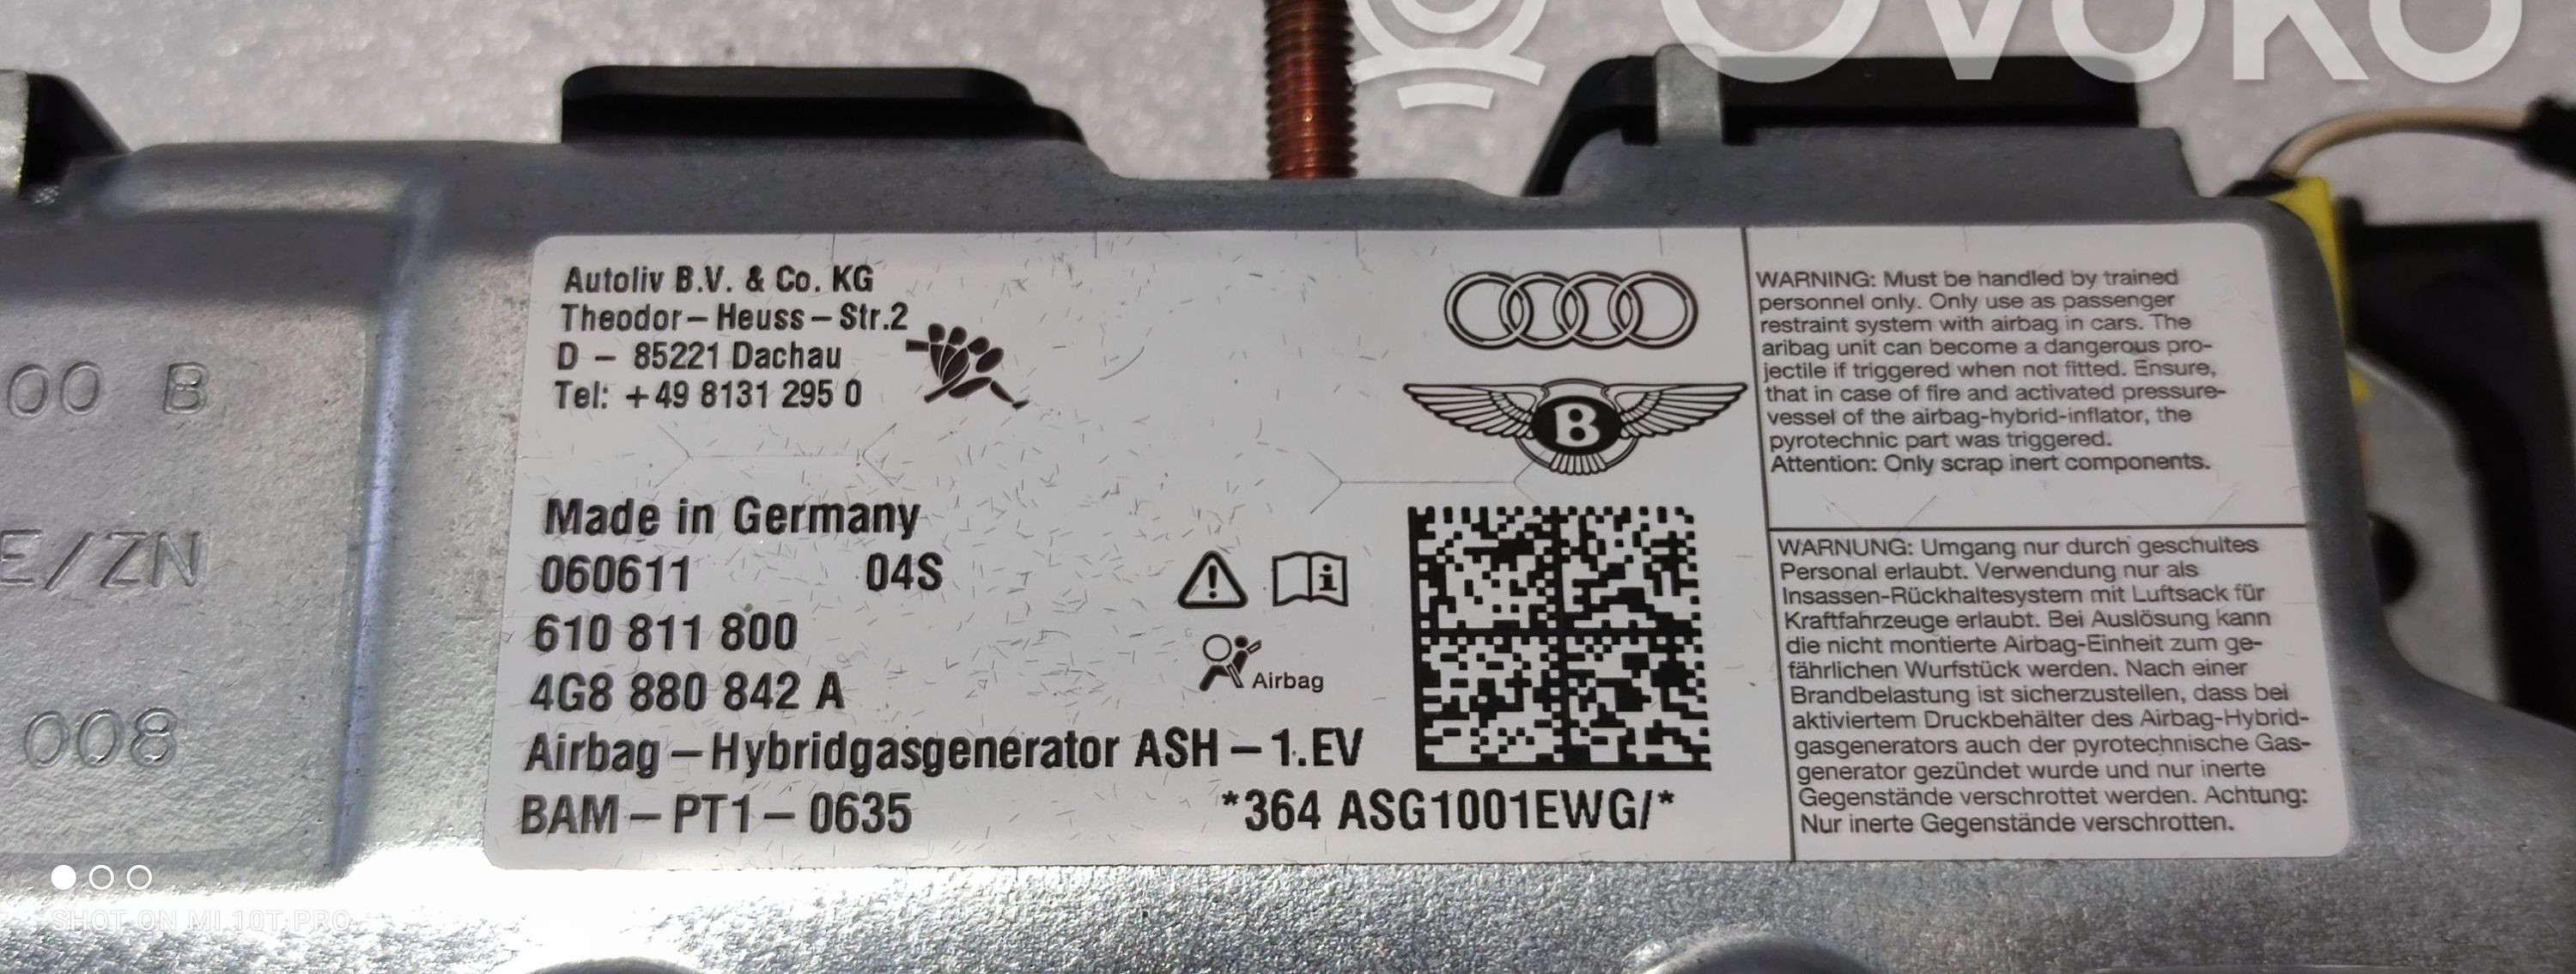 OVOKO
Autoliv B.V. & Co. KG
Theodor – Heuss – Str.2
D – 85221 Dachau
Tel: +49 8131 295 0
B
Made in Germany
060611 04S
610 811 800
4G8 880 842 A
Airbag – Hybridgasgenerator ASH – 1.EV
BAM – PT1 – 0635
*364 ASG1001EWG/*
Airbag
WARNING: Must be handled by trained
personnel only. Only use as passenger
restraint system with airbag in cars. The
aribag unit can become a dangerous pro-
jectile if triggered when not fitted. Ensure,
that in case of fire and activated pressure-
vessel of the airbag-hybrid-inflator, the
pyrotechnic part was triggered.
Attention: Only scrap inert components.
WARNUNG: Umgang nur durch geschultes
Personal erlaubt. Verwendung nur als
Insassen-Rückhaltesystem mit Luftsack für
Kraftfahrzeuge erlaubt. Bei Auslösung kann
die nicht montierte Airbag-Einheit zum ge-
fährlichen Wurfstück werden. Nach einer
Brandbelastung ist sicherzustellen, dass bei
aktiviertem Druckbehälter des Airbag-Hybrid-
gasgenerators auch der pyrotechnische Gas-
generator gezündet wurde und nur inerte
Gegenstände verschrottet werden. Achtung:
Nur inerte Gegenstände verschrotten.
00 B
E/ZN
008
SHOT ON MI 10T PRO